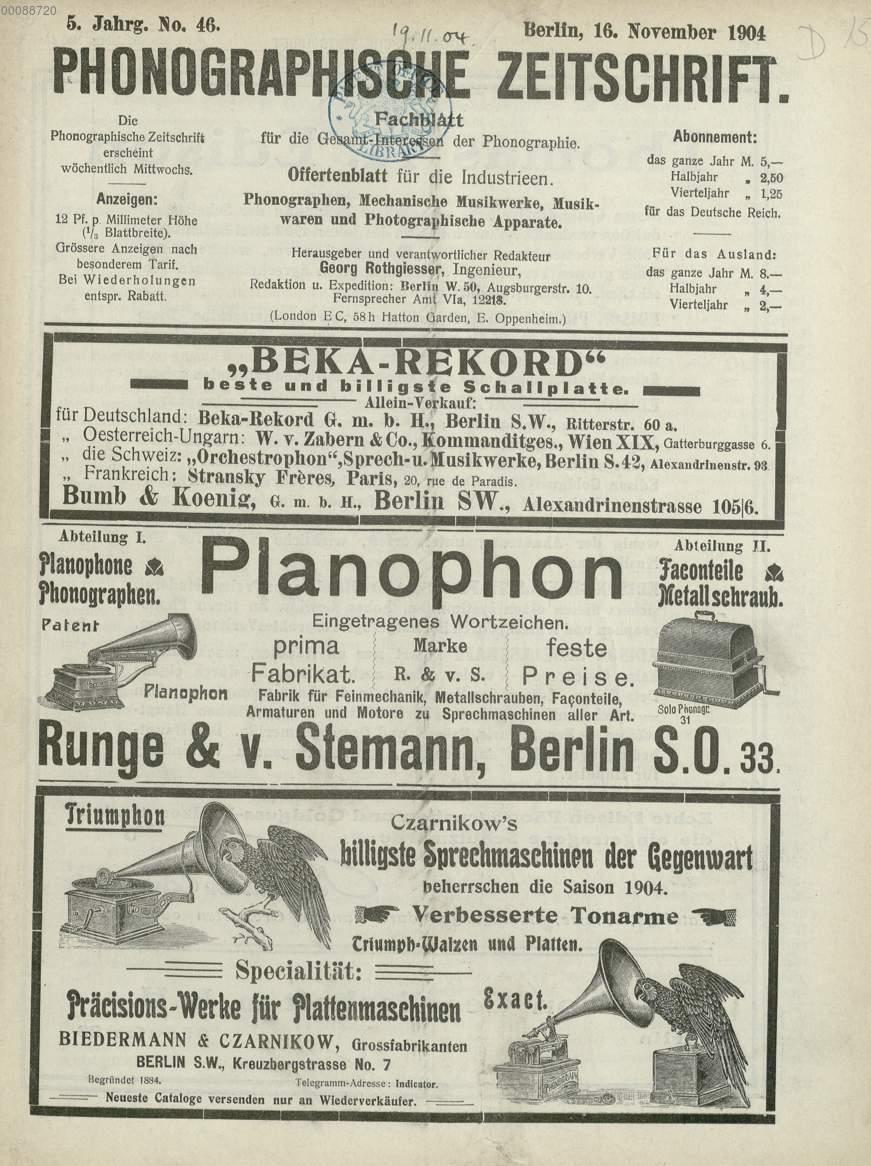 00088720
5. Jahrg. No. 46.
19.11.04.
Berlin, 16. November 1904
D 15
PHONOGRAPHISCHE ZEITSCHRIFT.
PATENT OFFICE LIBRARY
Die
Phonographische Zeitschrift
erscheint
wöchentlich Mittwochs.
Anzeigen:
12 Pf. p. Millimeter Höhe
(1/3 Blattbreite).
Grössere Anzeigen nach
besonderem Tarif.
Bei Wiederholungen
entspr. Rabatt.
Fachblatt
für die Gesamt-Interessen der Phonographie.
Offertenblatt für die Industrieen.
Phonographen, Mechanische Musikwerke, Musik-
waren und Photographische Apparate.
Herausgeber und verantwortlicher Redakteur
Georg Rothgiesser, Ingenieur,
Redaktion u. Expedition: Berlin W. 50, Augsburgerstr. 10.
Fernsprecher Amt VIa, 12218.
(London E C, 58 h Hatton Garden, E. Oppenheim.)
Abonnement:
das ganze Jahr M. 5,—
Halbjahr „ 2,50
Vierteljahr „ 1,25
für das Deutsche Reich.
Für das Ausland:
das ganze Jahr M. 8.—
Halbjahr „ 4,—
Vierteljahr „ 2,—
„BEKA-REKORD“
beste und billigste Schallplatte.
Allein-Verkauf:
für Deutschland: Beka-Rekord G. m. b. H., Berlin S.W., Ritterstr. 60 a.
„ Oesterreich-Ungarn: W. v. Zabern & Co., Kommanditges., Wien XIX, Gatterburggasse 6.
„ die Schweiz: „Orchestrophon“, Sprech- u. Musikwerke, Berlin S. 42, Alexandrinenstr. 93
„ Frankreich: Stransky Frères, Paris, 20, rue de Paradis.
Bumb & Koenig, G. m. b. H., Berlin SW., Alexandrinenstrasse 105|6.
Abteilung I.
Planophone
Phonographen.
Patent
Planophon
Planophon
Eingetragenes Wortzeichen.
prima Marke feste
Fabrikat. R. & v. S. Preise.
Fabrik für Feinmechanik, Metallschrauben, Façonteile,
Armaturen und Motore zu Sprechmaschinen aller Art.
Abteilung II.
Faconteile
Metallschraub.
Solo Phonogr.
31
Runge & v. Stemann, Berlin S.O. 33.
Triumphon
Czarnikow's
billigste Sprechmaschinen der Gegenwart
beherrschen die Saison 1904.
Verbesserte Tonarme
Triumph-Walzen und Platten.
Specialität:
Präcisions-Werke für Plattenmaschinen
Exact.
BIEDERMANN & CZARNIKOW, Grossfabrikanten
BERLIN S.W., Kreuzbergstrasse No. 7
Begründet 1884. Telegramm-Adresse: Indicator.
Neueste Cataloge versenden nur an Wiederverkäufer.